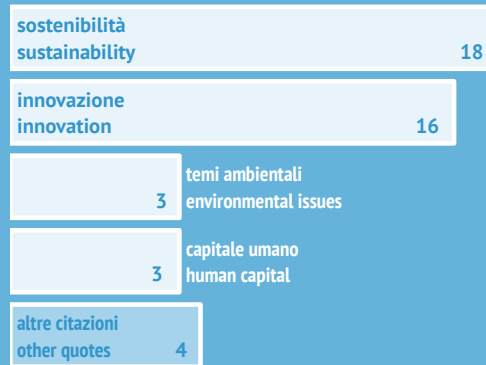 sostenibilità
sustainability 18
innovazione
innovation 16
temi ambientali
3 environmental issues
capitale umano
3 human capital
altre citazioni
other quotes 4